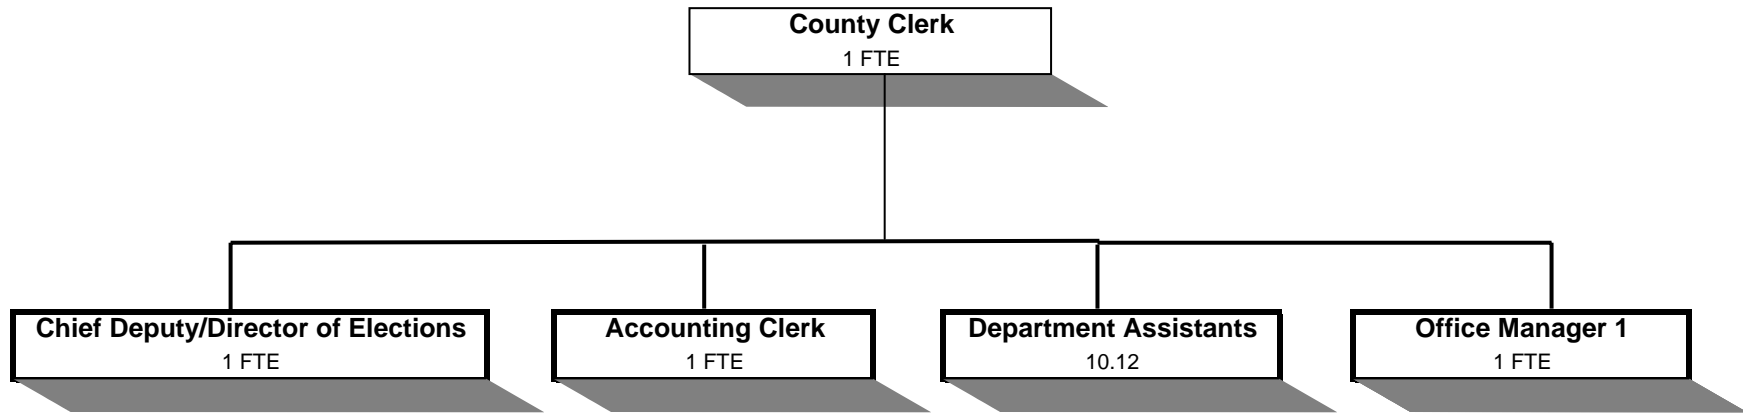 County Clerk
1 FTE
Chief Deputy/Director of Elections
1 FTE
Accounting Clerk
1 FTE
Department Assistants
10.12
Office Manager 1
1 FTE